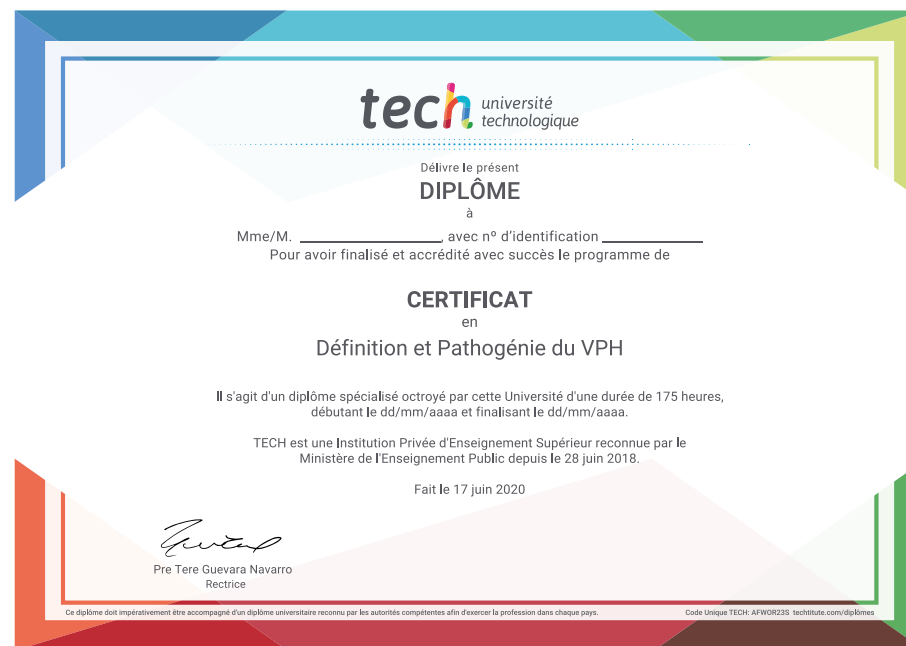 tech université
technologique
Délivre le présent
DIPLÔME
à
Mme/M. ____________________, avec nº d'identification ______________
Pour avoir finalisé et accrédité avec succès le programme de
CERTIFICAT
en
Définition et Pathogénie du VPH
Il s'agit d'un diplôme spécialisé octroyé par cette Université d'une durée de 175 heures,
débutant le dd/mm/aaaa et finalisant le dd/mm/aaaa.
TECH est une Institution Privée d'Enseignement Supérieur reconnue par le
Ministère de l'Enseignement Public depuis le 28 juin 2018.
Fait le 17 juin 2020
Pre Tere Guevara Navarro
Rectrice
Ce diplôme doit impérativement être accompagné d'un diplôme universitaire reconnu par les autorités compétentes afin d'exercer la profession dans chaque pays.
Code Unique TECH: AFWOR23S techtitute.com/diplômes